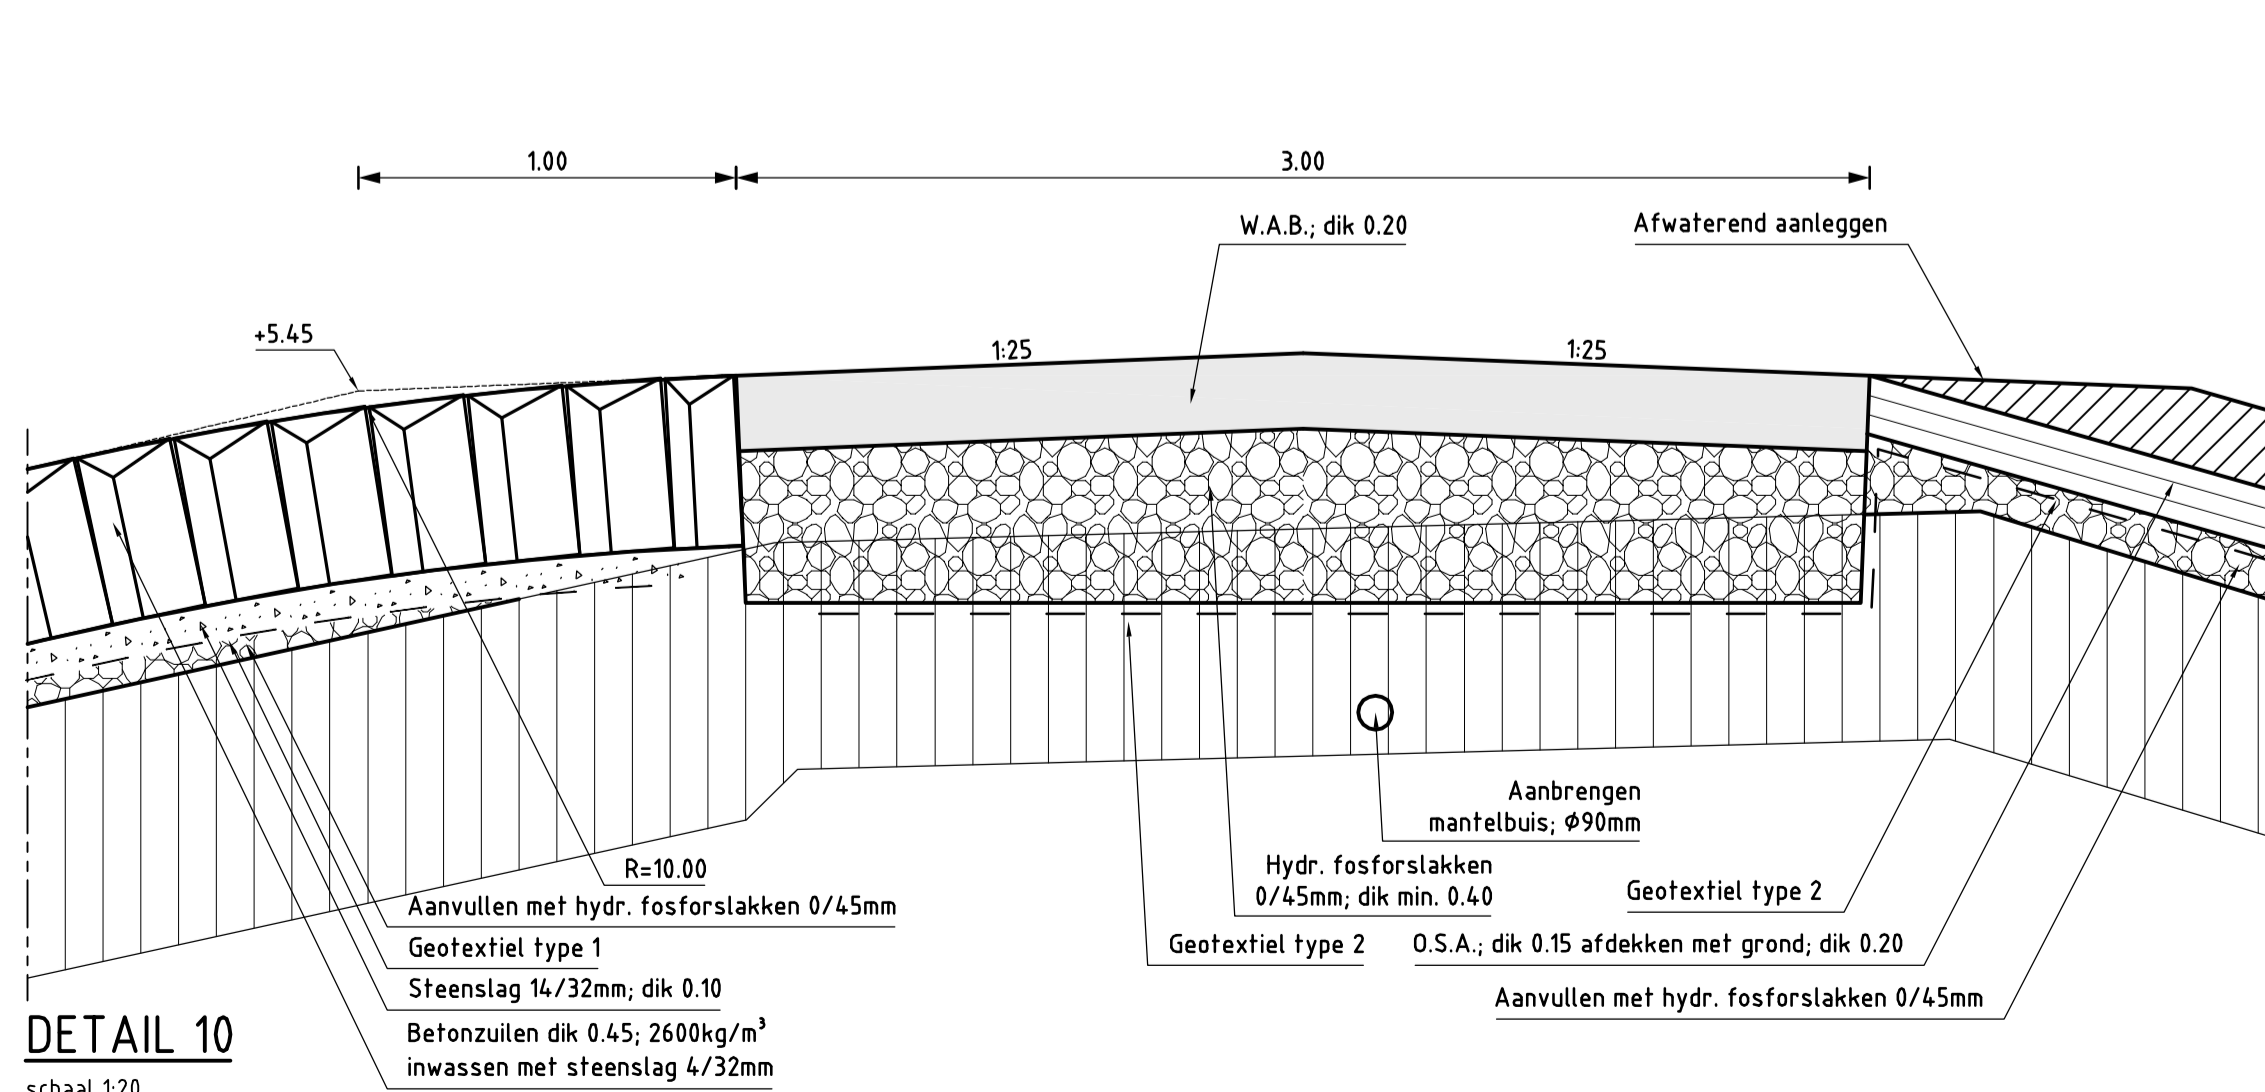 1.00
3.00
W.A.B.; dik 0.20
Afwaterend aanleggen
+5.45
1:25
1:25
Aanbrengen
mantelbuis; Ø90mm
R=10.00
Hydr. fosforslakken
0/45mm; dik min. 0.40
Geotextiel type 2
Aanvullen met hydr. fosforslakken 0/45mm
Geotextiel type 1
Geotextiel type 2
O.S.A.; dik 0.15 afdekken met grond; dik 0.20
Steenslag 14/32mm; dik 0.10
Aanvullen met hydr. fosforslakken 0/45mm
Betonzuilen dik 0.45; 2600kg/m³
inwassen met steenslag 4/32mm
DETAIL 10
schaal 1:20